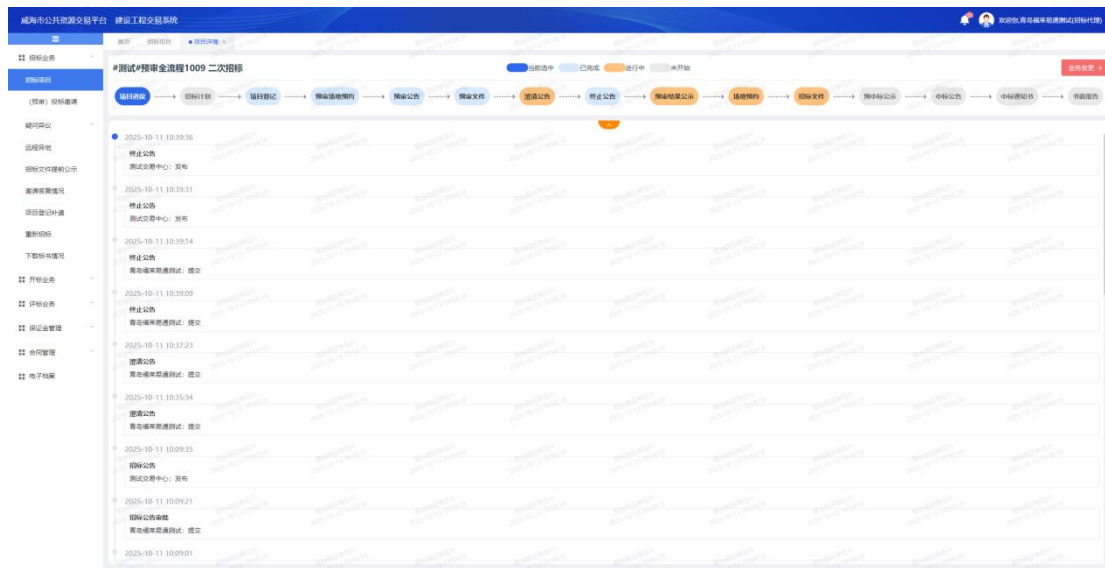 威海市公共资源交易平台 建设工程交易系统
欢迎您,青岛福莱易通测试(招标代理)
首页 招标项目 项目详情 ×
招标业务
招标项目
(预审)投标邀请
疑问异议
远程异地
招标文件提前公示
邀请答复情况
项目登记补遗
重新招标
下载标书情况
开标业务
评标业务
保证金管理
合同管理
电子档案
#测试#预审全流程1009 二次招标
当前选中 已完成 进行中 未开始
业务变更
项目进度 招标计划 项目登记 预审场地预约 预审公告 预审文件 澄清公告 终止公告 预审结果公示 场地预约 招标文件 预中标公示 中标公告 中标通知书 书面报告
2025-10-11 10:39:36
终止公告
测试交易中心：发布
2025-10-11 10:39:31
终止公告
测试交易中心：发布
2025-10-11 10:39:14
终止公告
青岛福莱易通测试：提交
2025-10-11 10:39:09
终止公告
青岛福莱易通测试：提交
2025-10-11 10:37:23
澄清公告
青岛福莱易通测试：提交
2025-10-11 10:35:34
澄清公告
青岛福莱易通测试：提交
2025-10-11 10:09:35
招标公告
测试交易中心：发布
2025-10-11 10:09:21
招标公告审批
青岛福莱易通测试：提交
2025-10-11 10:09:01